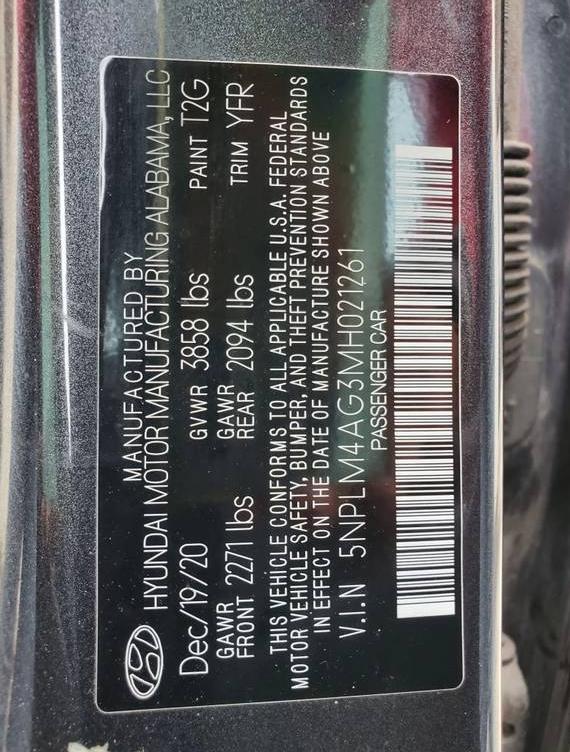 MANUFACTURED BY
HYUNDAI MOTOR MANUFACTURING ALABAMA, LLC
Dec/19/20 GVWR 3858 lbs PAINT T2G
GAWR FRONT 2271 lbs GAWR REAR 2094 lbs TRIM YFR
THIS VEHICLE CONFORMS TO ALL APPLICABLE U.S.A. FEDERAL
MOTOR VEHICLE SAFETY, BUMPER, AND THEFT PREVENTION STANDARDS
IN EFFECT ON THE DATE OF MANUFACTURE SHOWN ABOVE
V.I.N 5NPLM4AG3MH021261
PASSENGER CAR